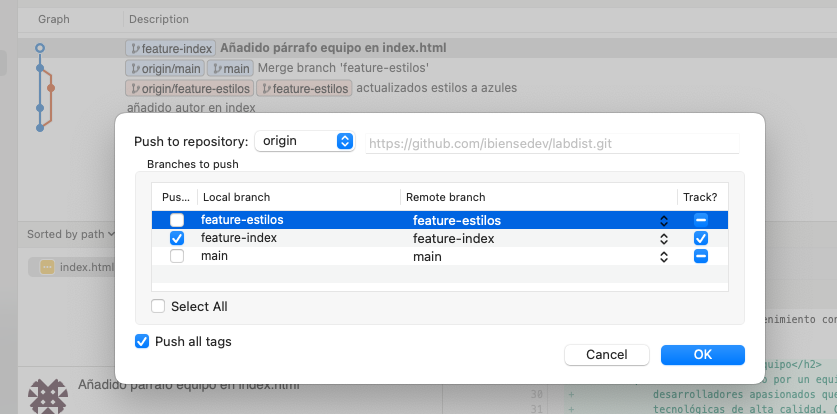 Graph Description
feature-index Añadido párrafo equipo en index.html
origin/main main Merge branch 'feature-estilos'
origin/feature-estilos feature-estilos actualizados estilos a azules
añadido autor en index
Push to repository: origin https://github.com/ibiensedev/labdist.git
Branches to push
Pus... Local branch Remote branch Track?
feature-estilos feature-estilos
feature-index feature-index
main main
Select All
Push all tags
Cancel OK
Sorted by path
index.html
enimiento con
quipo</h2>
por un equi
30 + desarrolladores apasionados qu
31 + tecnológicas de alta calidad,
Añadido párrafo equipo en index.html